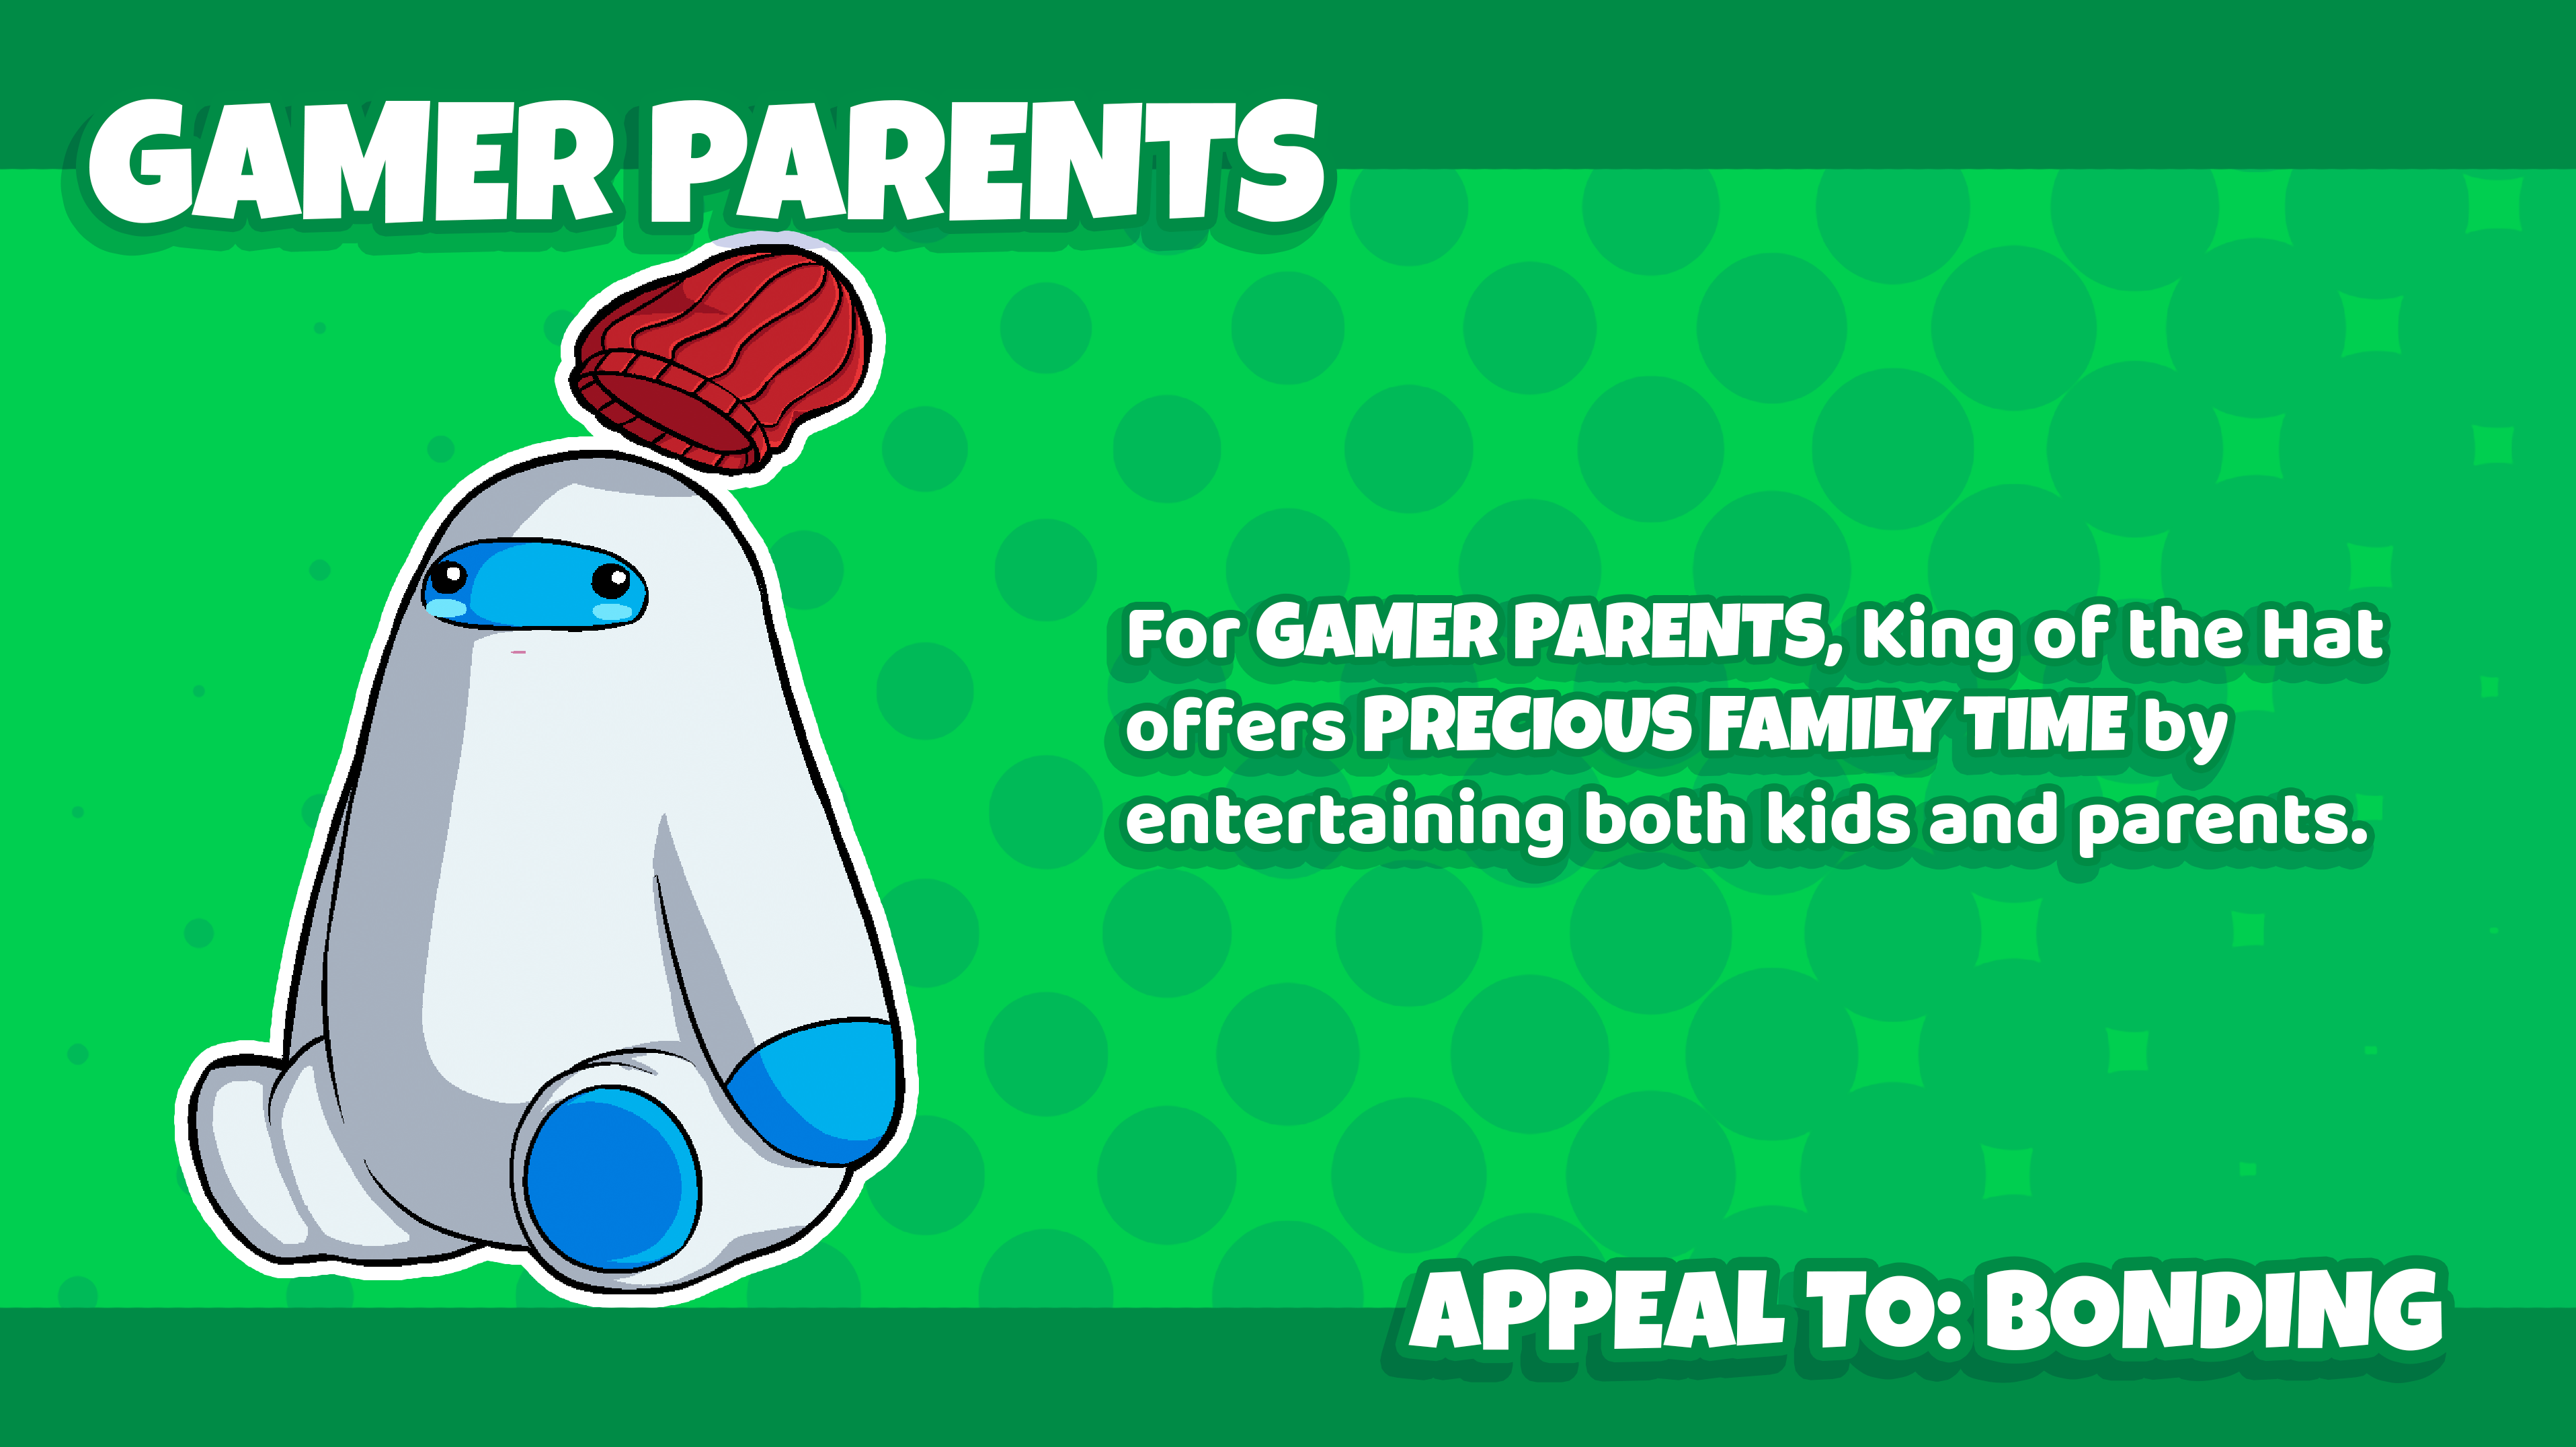 GAMER PARENTS
For GAMER PARENTS, King of the Hat
offers PRECIOUS FAMILY TIME by
entertaining both kids and parents.
APPEAL TO: BONDING